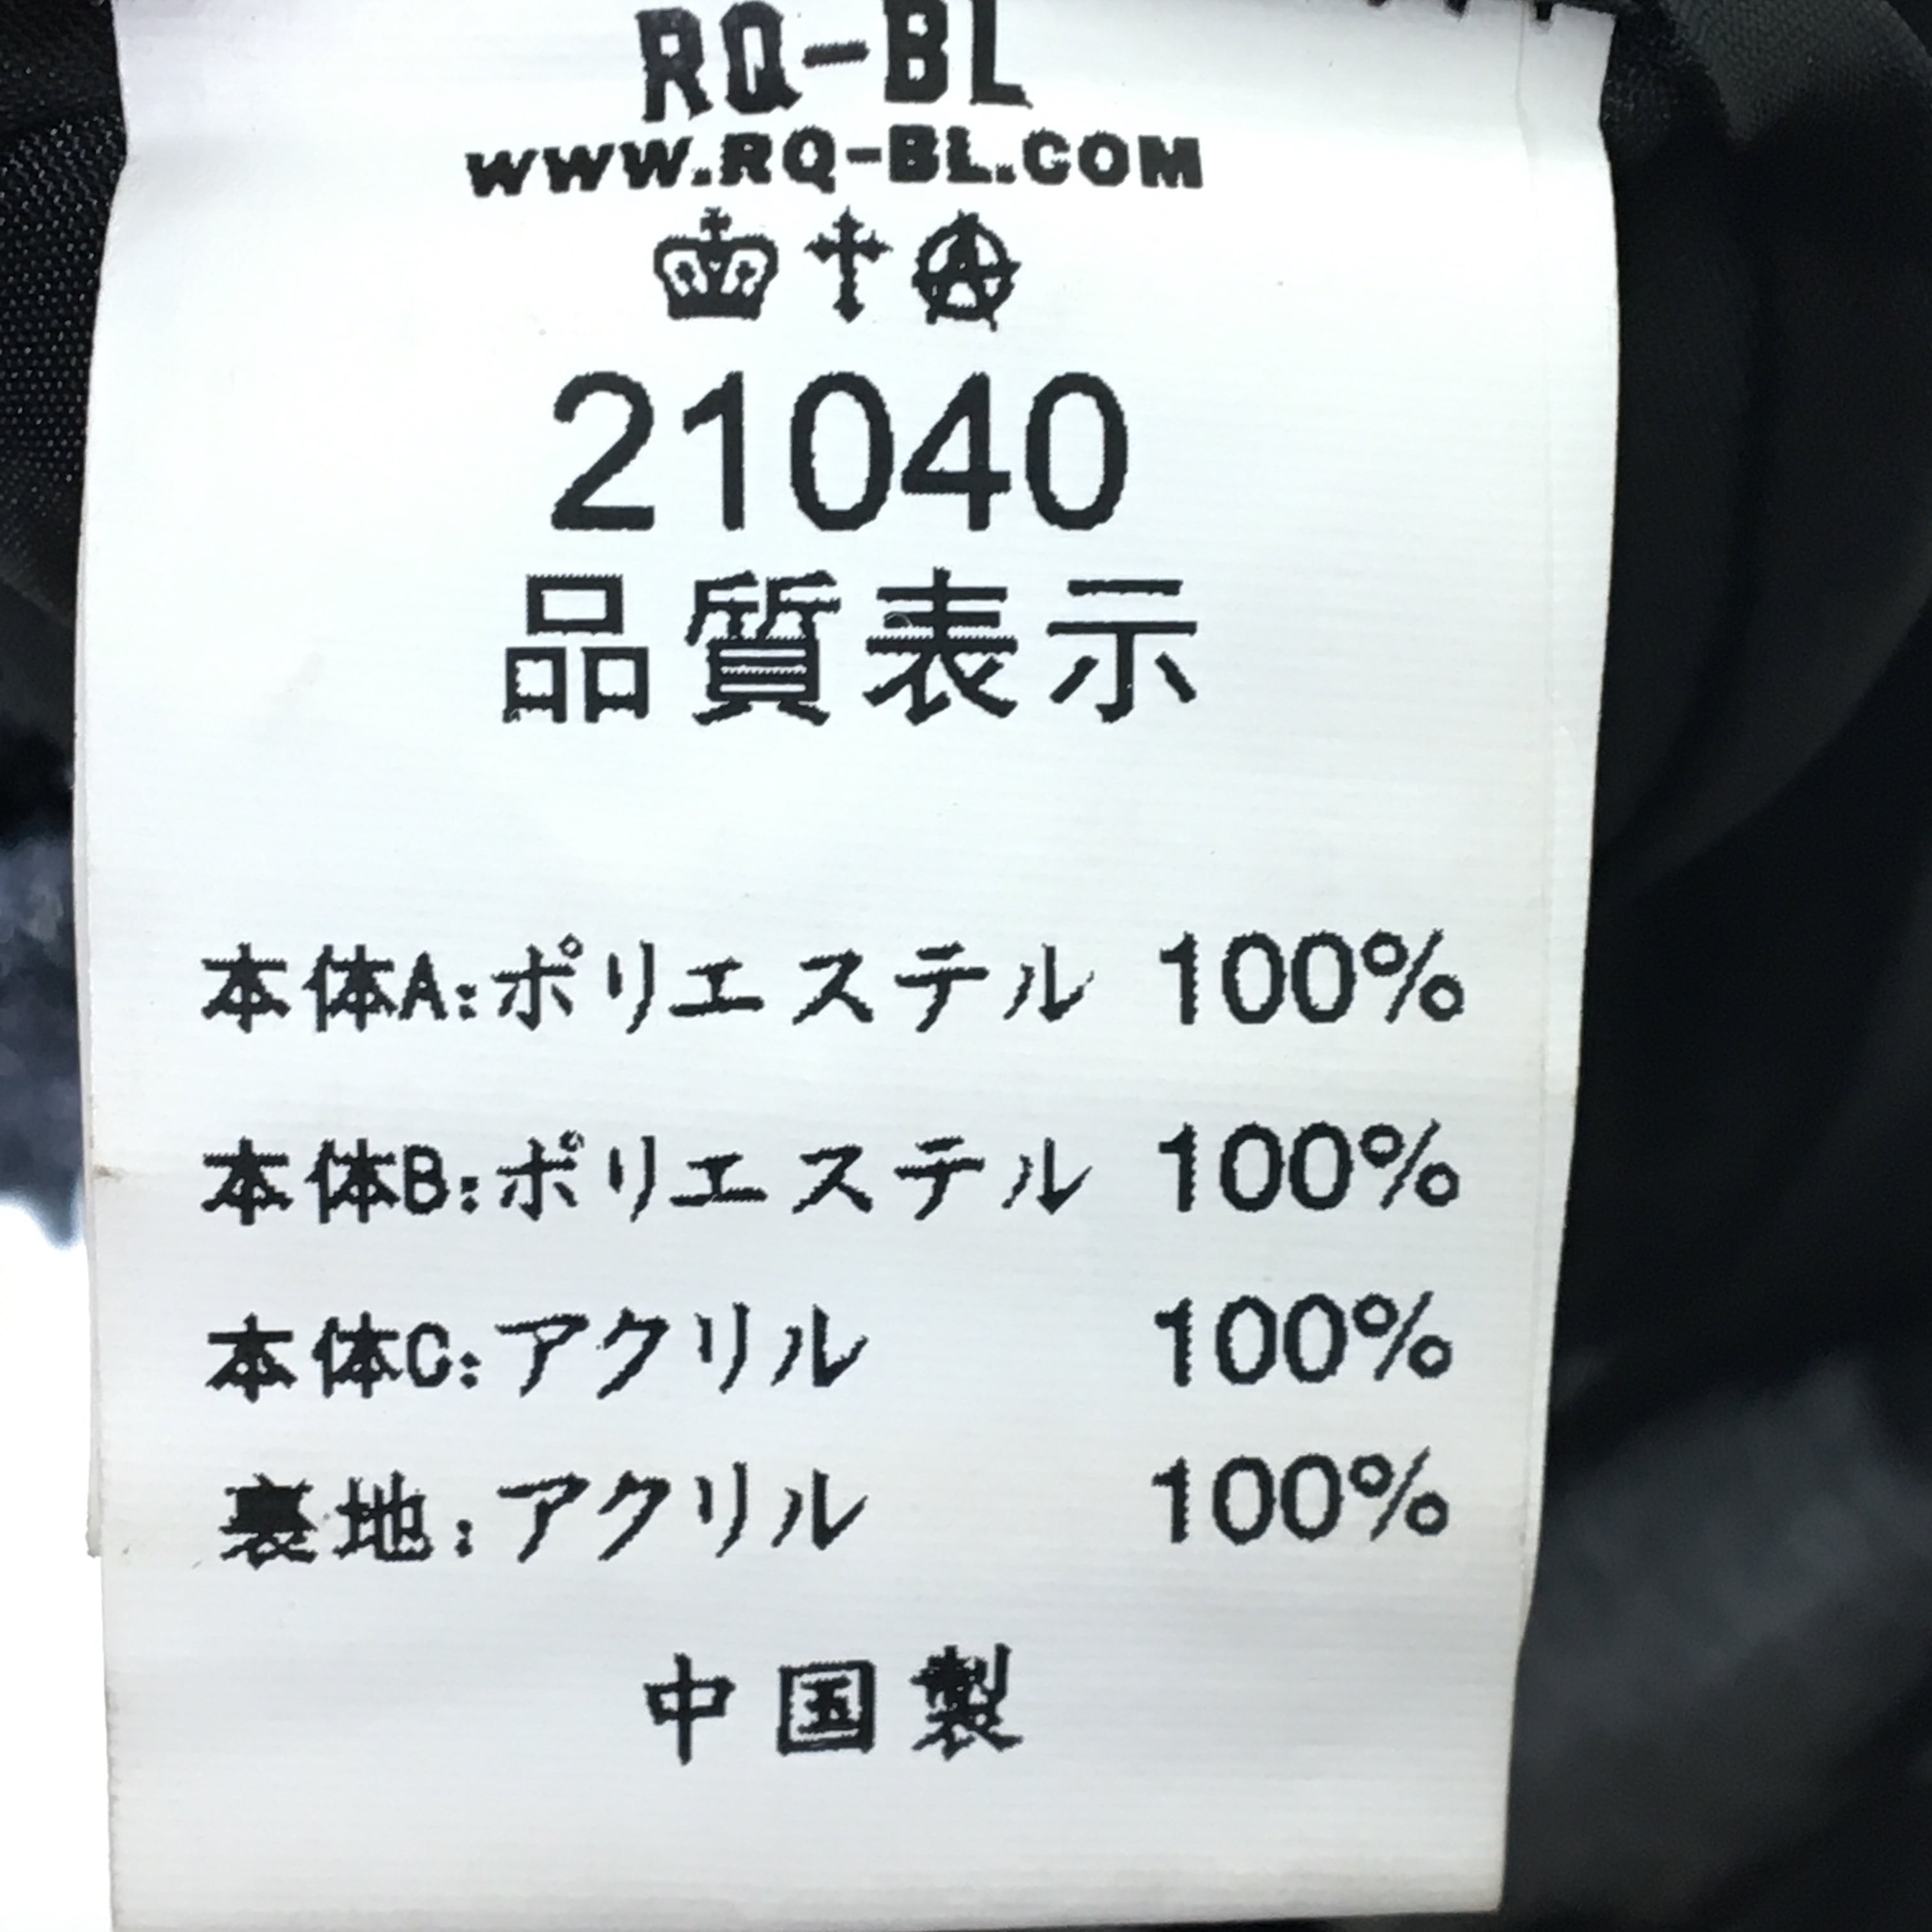 RQ-BL
WWW.RQ-BL.COM
21040
品質表示
本体A:ポリエステル 100%
本体B:ポリエステル 100%
本体C:アクリル 100%
裏地:アクリル 100%
中国製